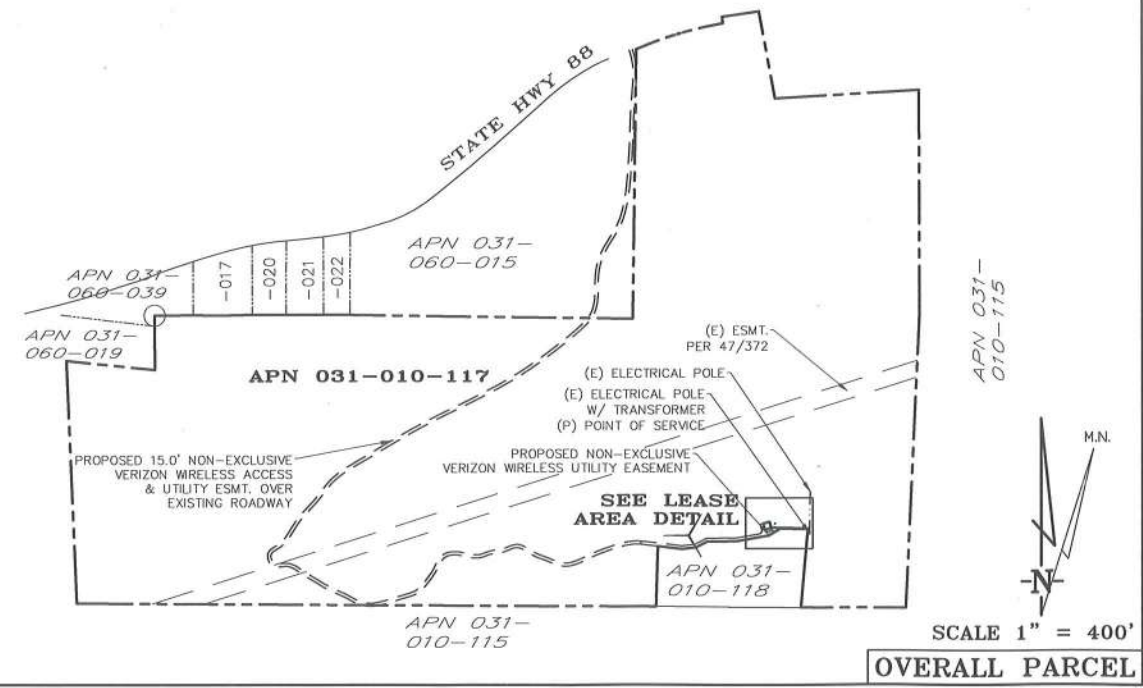 STATE HWY 88
APN 031-
060-015
APN 031-
060-039
-017
-020
-021
-022
APN 031-
060-019
APN 031-010-117
(E) ESMT.
PER 47/372
APN 031-
010-115
(E) ELECTRICAL POLE
(E) ELECTRICAL POLE
W/ TRANSFORMER
(P) POINT OF SERVICE
PROPOSED NON-EXCLUSIVE
VERIZON WIRELESS UTILITY EASEMENT
PROPOSED 15.0' NON-EXCLUSIVE
VERIZON WIRELESS ACCESS
& UTILITY ESMT. OVER
EXISTING ROADWAY
SEE LEASE
AREA DETAIL
APN 031-
010-118
APN 031-
010-115
M.N.
-N-
SCALE 1" = 400'
OVERALL PARCEL